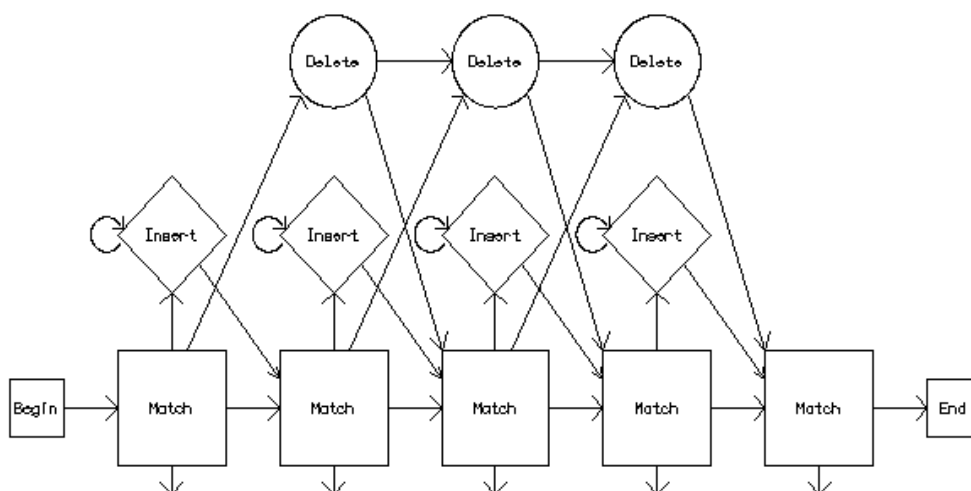 Delete Delete Delete
Insert Insert Insert Insert
Begin Match Match Match Match Match End